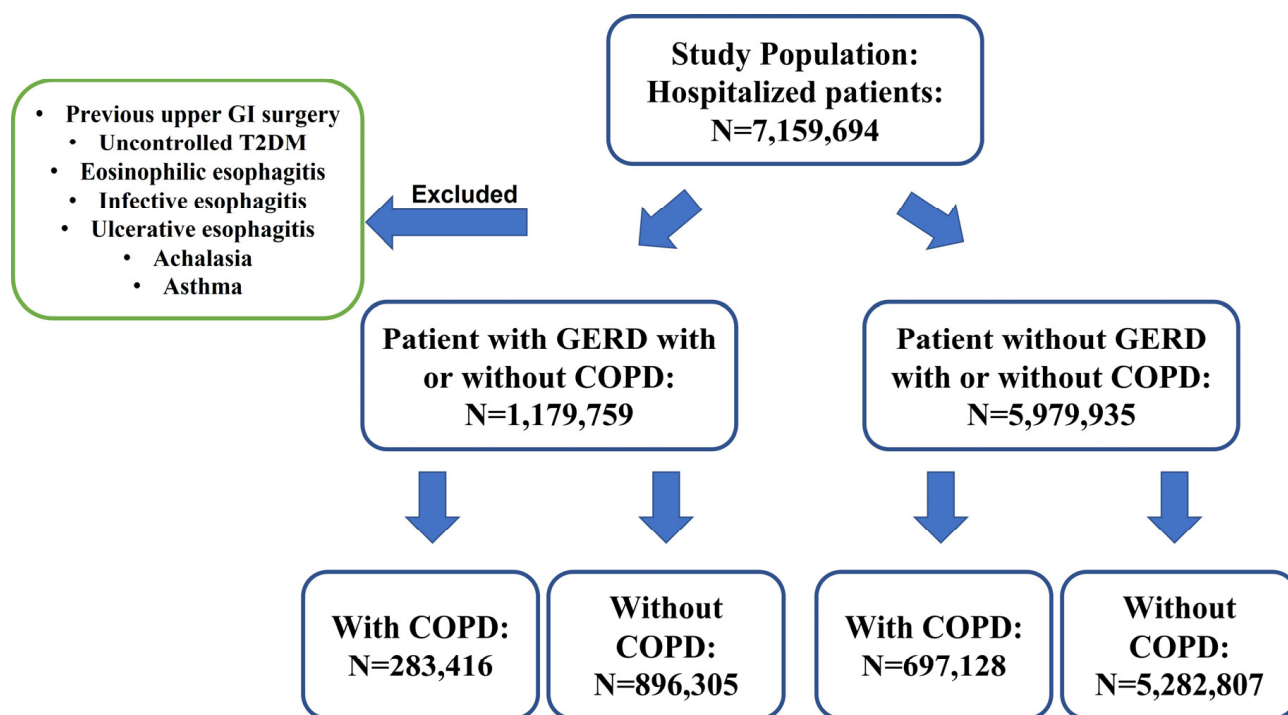 Study Population:
Hospitalized patients:
N=7,159,694
• Previous upper GI surgery
• Uncontrolled T2DM
• Eosinophilic esophagitis
• Infective esophagitis
• Ulcerative esophagitis
• Achalasia
• Asthma
Excluded
Patient with GERD with
or without COPD:
N=1,179,759
Patient without GERD
with or without COPD:
N=5,979,935
With COPD:
N=283,416
Without
COPD:
N=896,305
With COPD:
N=697,128
Without
COPD:
N=5,282,807